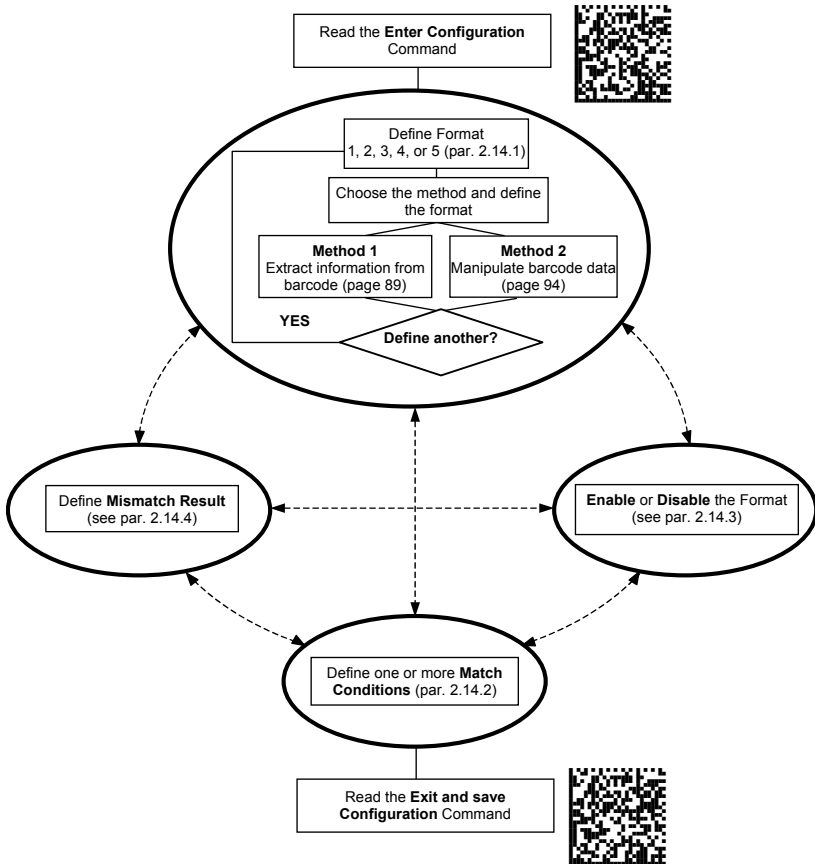 Read the Enter Configuration
Command
Define Format
1, 2, 3, 4, or 5 (par. 2.14.1)
Choose the method and define
the format
Method 1
Extract information from
barcode (page 89)
Method 2
Manipulate barcode data
(page 94)
YES
Define another?
Define Mismatch Result
(see par. 2.14.4)
Enable or Disable the Format
(see par. 2.14.3)
Define one or more Match
Conditions (par. 2.14.2)
Read the Exit and save
Configuration Command